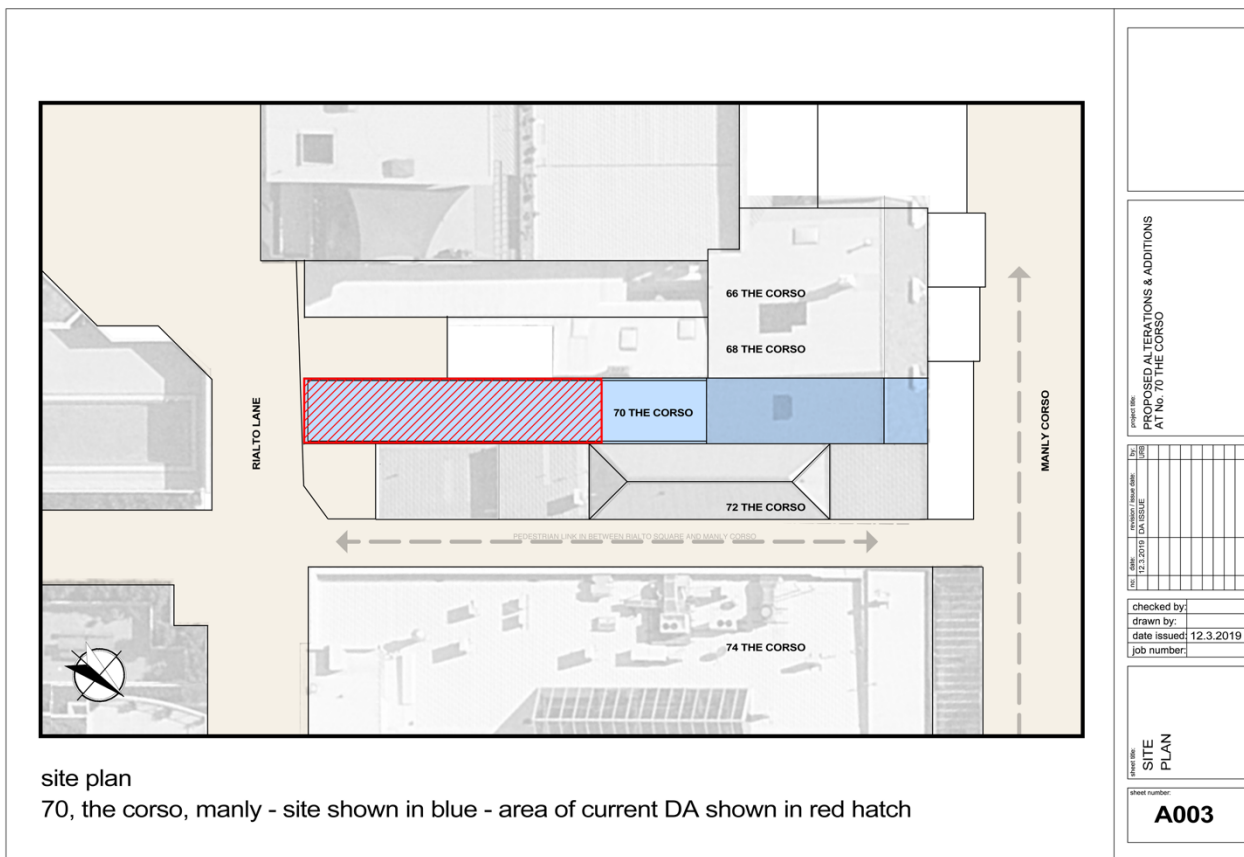 66 THE CORSO
68 THE CORSO
70 THE CORSO
72 THE CORSO
74 THE CORSO
RIALTO LANE
MANLY CORSO
PEDESTRIAN LINK IN BETWEEN RIALTO SQUARE AND MANLY CORSO
site plan
70, the corso, manly - site shown in blue - area of current DA shown in red hatch
project title:
PROPOSED ALTERATIONS & ADDITIONS
AT No. 70 THE CORSO
no: date: revision / issue date: by:
12.3.2019 DA ISSUE URB
checked by:
drawn by:
date issued: 12.3.2019
job number:
sheet title:
SITE
PLAN
sheet number:
A003